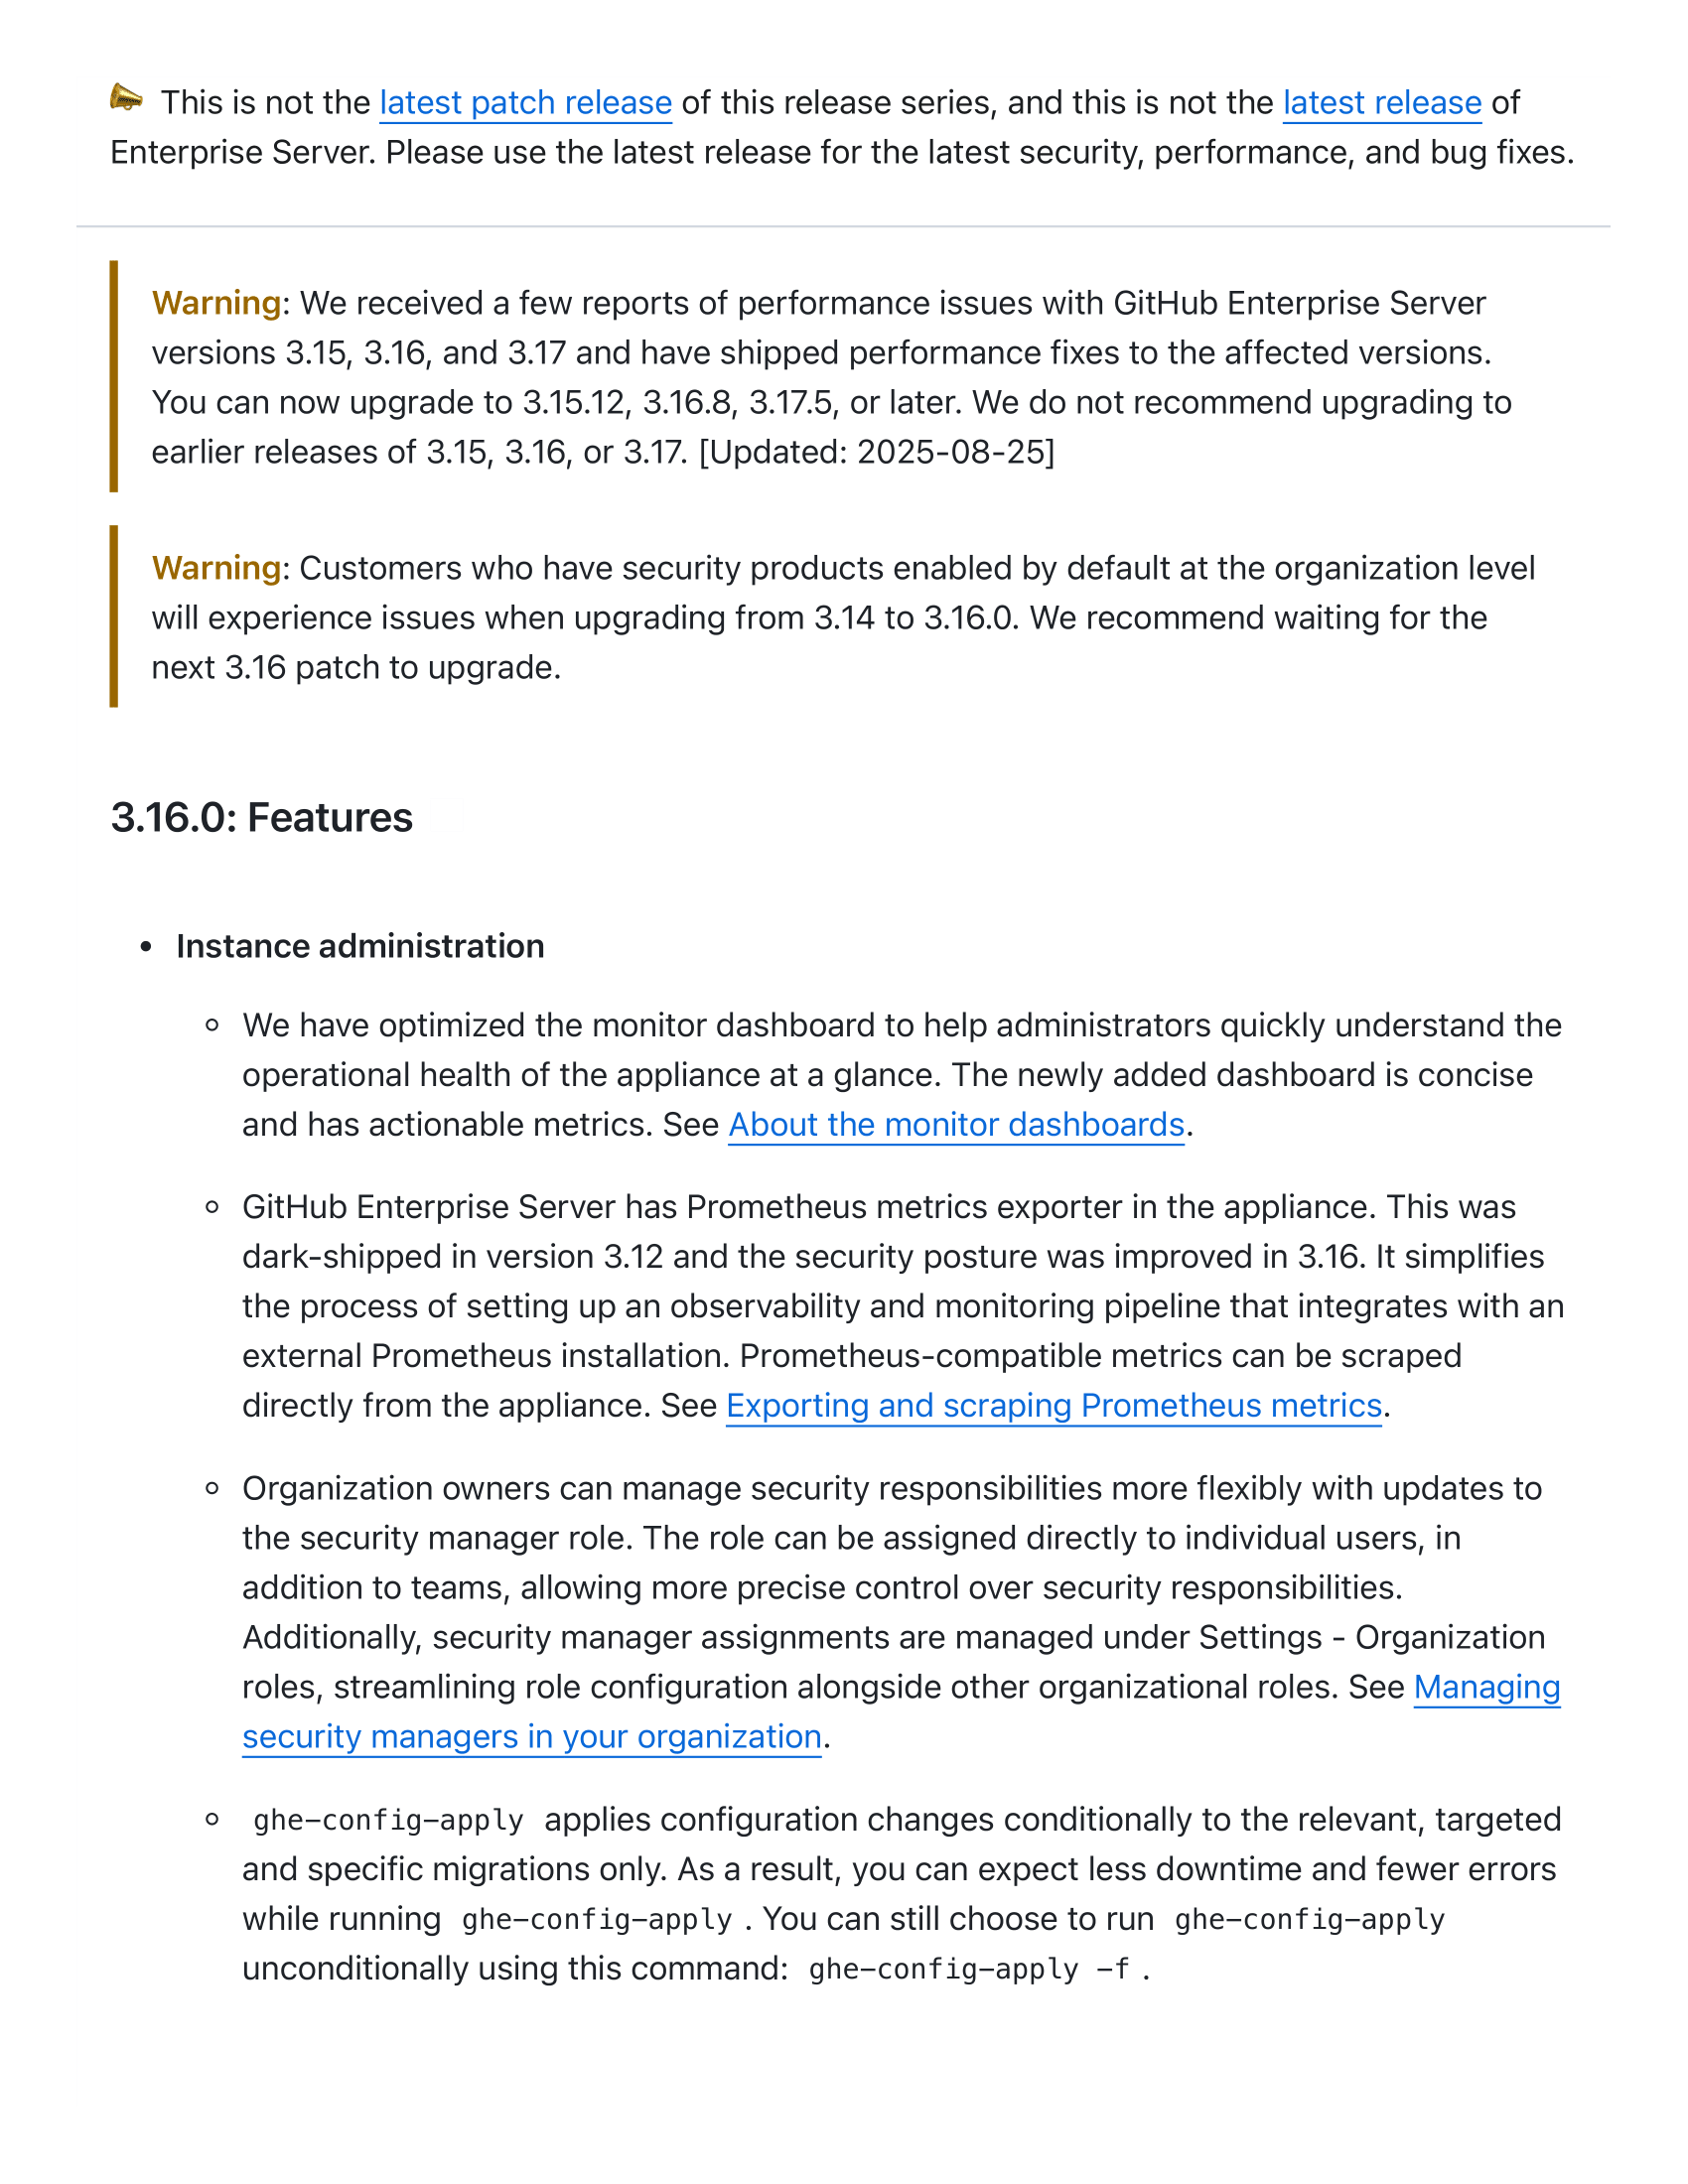 This is not the latest patch release of this release series, and this is not the latest release of
Enterprise Server. Please use the latest release for the latest security, performance, and bug fixes.
Warning: We received a few reports of performance issues with GitHub Enterprise Server
versions 3.15, 3.16, and 3.17 and have shipped performance fixes to the affected versions.
You can now upgrade to 3.15.12, 3.16.8, 3.17.5, or later. We do not recommend upgrading to
earlier releases of 3.15, 3.16, or 3.17. [Updated: 2025-08-25]
Warning: Customers who have security products enabled by default at the organization level
will experience issues when upgrading from 3.14 to 3.16.0. We recommend waiting for the
next 3.16 patch to upgrade.
3.16.0: Features
• Instance administration
◦ We have optimized the monitor dashboard to help administrators quickly understand the
operational health of the appliance at a glance. The newly added dashboard is concise
and has actionable metrics. See About the monitor dashboards.
◦ GitHub Enterprise Server has Prometheus metrics exporter in the appliance. This was
dark-shipped in version 3.12 and the security posture was improved in 3.16. It simplifies
the process of setting up an observability and monitoring pipeline that integrates with an
external Prometheus installation. Prometheus-compatible metrics can be scraped
directly from the appliance. See Exporting and scraping Prometheus metrics.
◦ Organization owners can manage security responsibilities more flexibly with updates to
the security manager role. The role can be assigned directly to individual users, in
addition to teams, allowing more precise control over security responsibilities.
Additionally, security manager assignments are managed under Settings - Organization
roles, streamlining role configuration alongside other organizational roles. See Managing
security managers in your organization.
◦ ghe-config-apply applies configuration changes conditionally to the relevant, targeted
and specific migrations only. As a result, you can expect less downtime and fewer errors
while running ghe-config-apply . You can still choose to run ghe-config-apply
unconditionally using this command: ghe-config-apply -f .